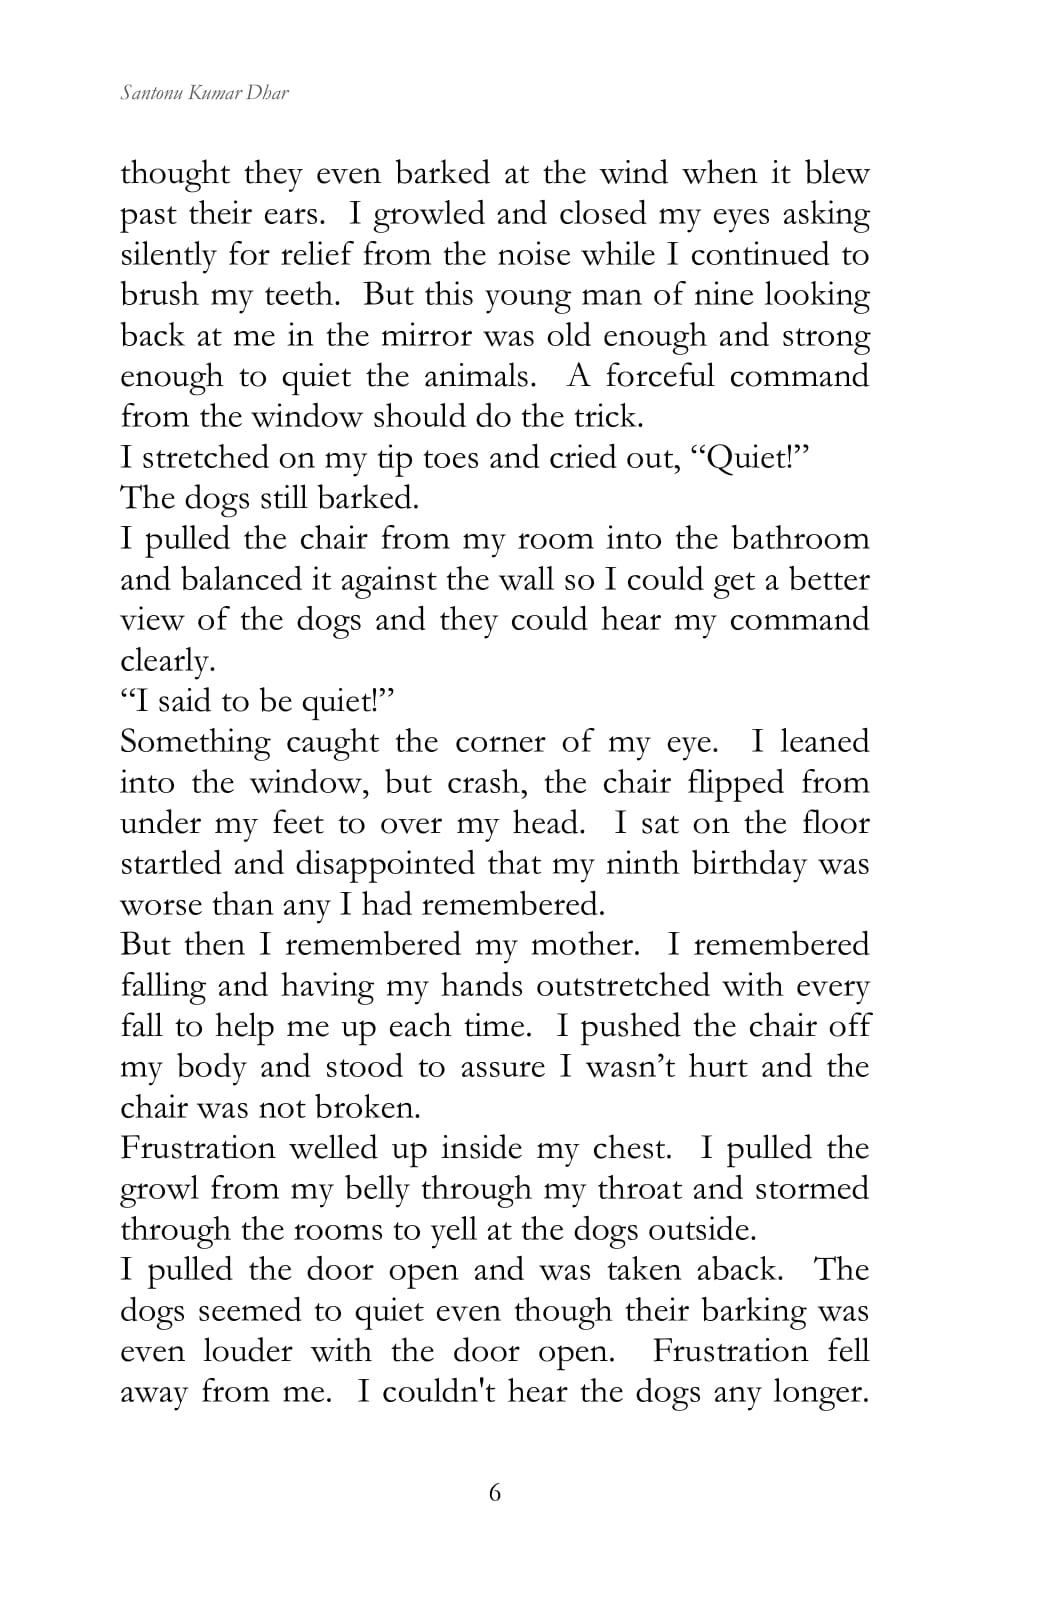 Santonu Kumar Dhar
thought they even barked at the wind when it blew
past their ears.  I growled and closed my eyes asking
silently for relief from the noise while I continued to
brush my teeth.  But this young man of nine looking
back at me in the mirror was old enough and strong
enough to quiet the animals.  A forceful command
from the window should do the trick.
I stretched on my tip toes and cried out, “Quiet!”
The dogs still barked.
I pulled the chair from my room into the bathroom
and balanced it against the wall so I could get a better
view of the dogs and they could hear my command
clearly.
“I said to be quiet!”
Something caught the corner of my eye.  I leaned
into the window, but crash, the chair flipped from
under my feet to over my head.  I sat on the floor
startled and disappointed that my ninth birthday was
worse than any I had remembered.
But then I remembered my mother.  I remembered
falling and having my hands outstretched with every
fall to help me up each time.  I pushed the chair off
my body and stood to assure I wasn’t hurt and the
chair was not broken.
Frustration welled up inside my chest.  I pulled the
growl from my belly through my throat and stormed
through the rooms to yell at the dogs outside.
I pulled the door open and was taken aback.  The
dogs seemed to quiet even though their barking was
even louder with the door open.  Frustration fell
away from me.  I couldn't hear the dogs any longer.
6